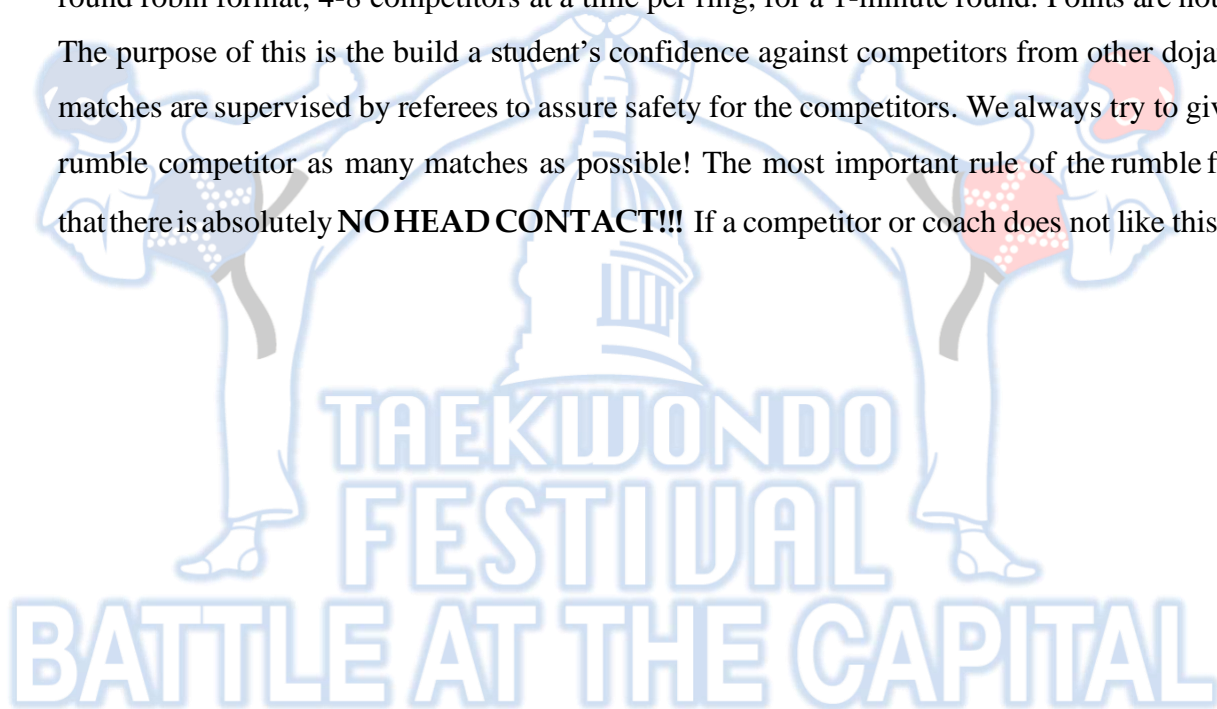 round robin format, 4-8 competitors at a time per ring, for a 1-minute round. Points are not
The purpose of this is the build a student's confidence against competitors from other doja
matches are supervised by referees to assure safety for the competitors. We always try to giv
rumble competitor as many matches as possible! The most important rule of the rumble f
that there is absolutely NO HEAD CONTACT!!! If a competitor or coach does not like this
TAEKWONDO
FESTIVAL
BATTLE AT THE CAPITAL